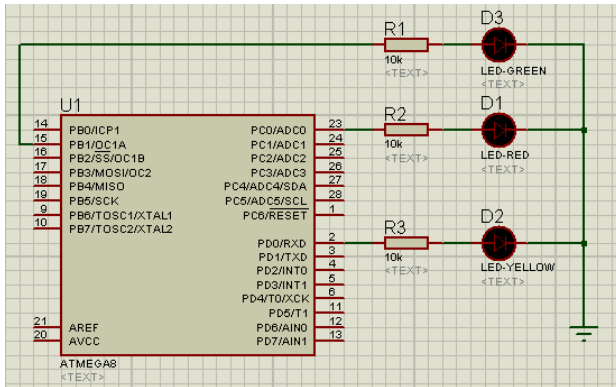 R1
10k
<TEXT>
D3
LED-GREEN
<TEXT>
U1
14 PB0/ICP1
15 PB1/OC1A
16 PB2/SS/OC1B
17 PB3/MOSI/OC2
18 PB4/MISO
19 PB5/SCK
9 PB6/TOSC1/XTAL1
10 PB7/TOSC2/XTAL2
21 AREF
20 AVCC
PC0/ADC0 23
PC1/ADC1 24
PC2/ADC2 25
PC3/ADC3 26
PC4/ADC4/SDA 27
PC5/ADC5/SCL 28
PC6/RESET 1
PD0/RXD 2
PD1/TXD 3
PD2/INT0 4
PD3/INT1 5
PD4/T0/XCK 6
PD5/T1 11
PD6/AIN0 12
PD7/AIN1 13
ATMEGA8
<TEXT>
R2
10k
<TEXT>
D1
LED-RED
<TEXT>
R3
10k
<TEXT>
D2
LED-YELLOW
<TEXT>